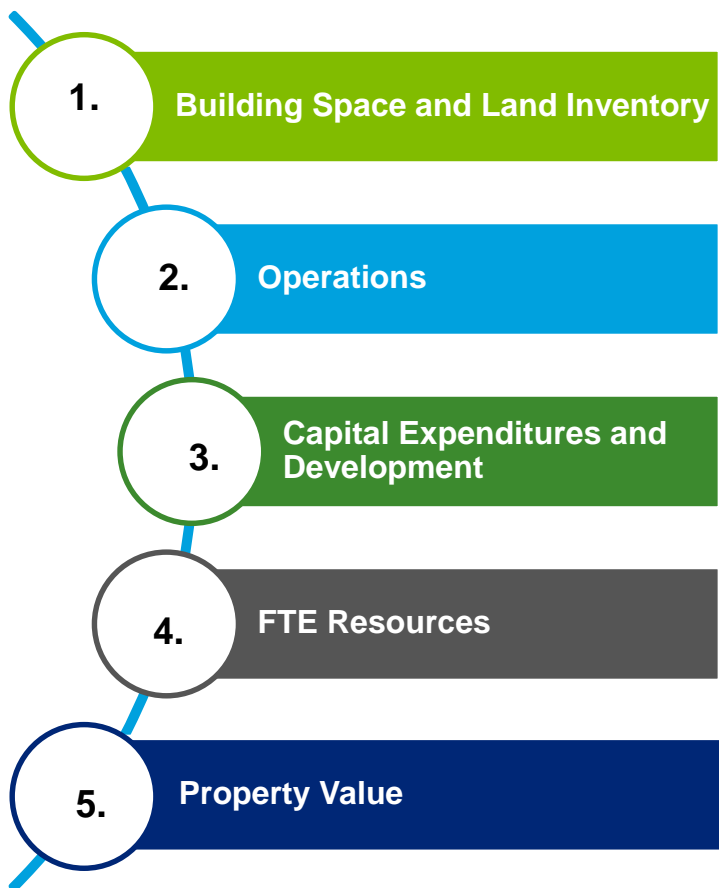 1.
Building Space and Land Inventory
2.
Operations
3.
Capital Expenditures and
Development
4.
FTE Resources
5.
Property Value